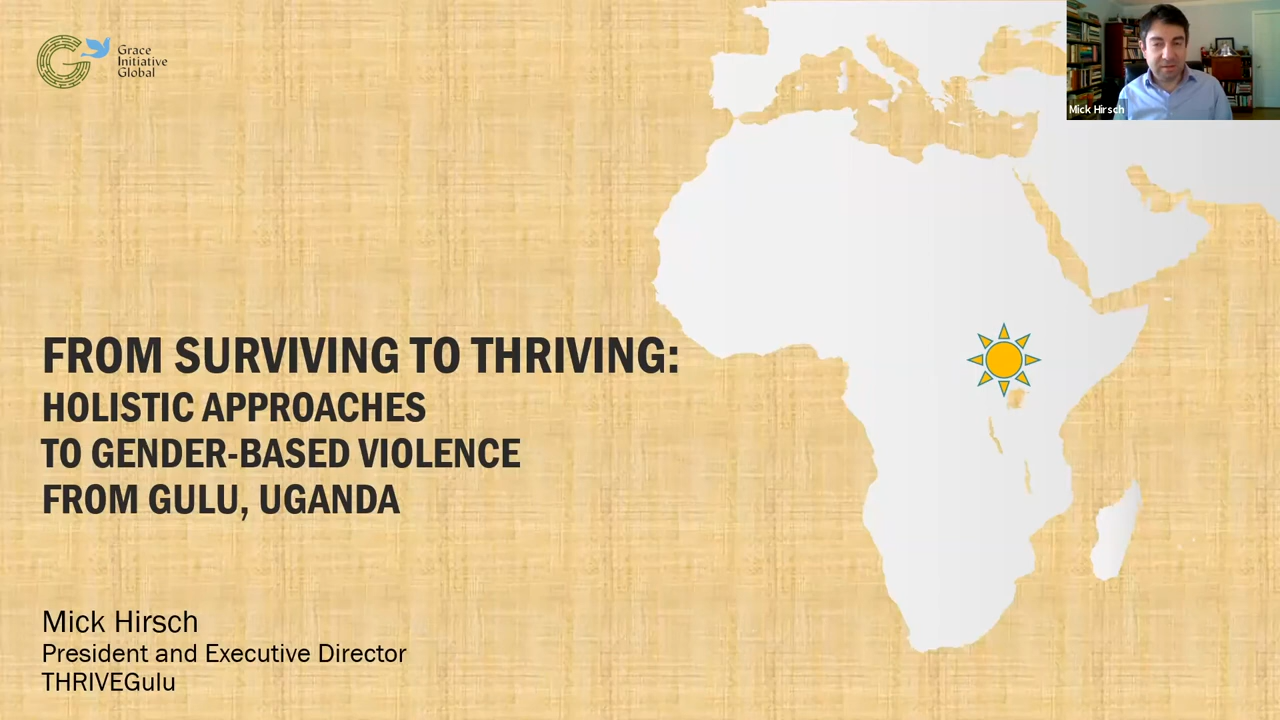 Grace
Initiative
Global
Mick Hirsch
FROM SURVIVING TO THRIVING:
HOLISTIC APPROACHES
TO GENDER-BASED VIOLENCE
FROM GULU, UGANDA
Mick Hirsch
President and Executive Director
THRIVEGulu